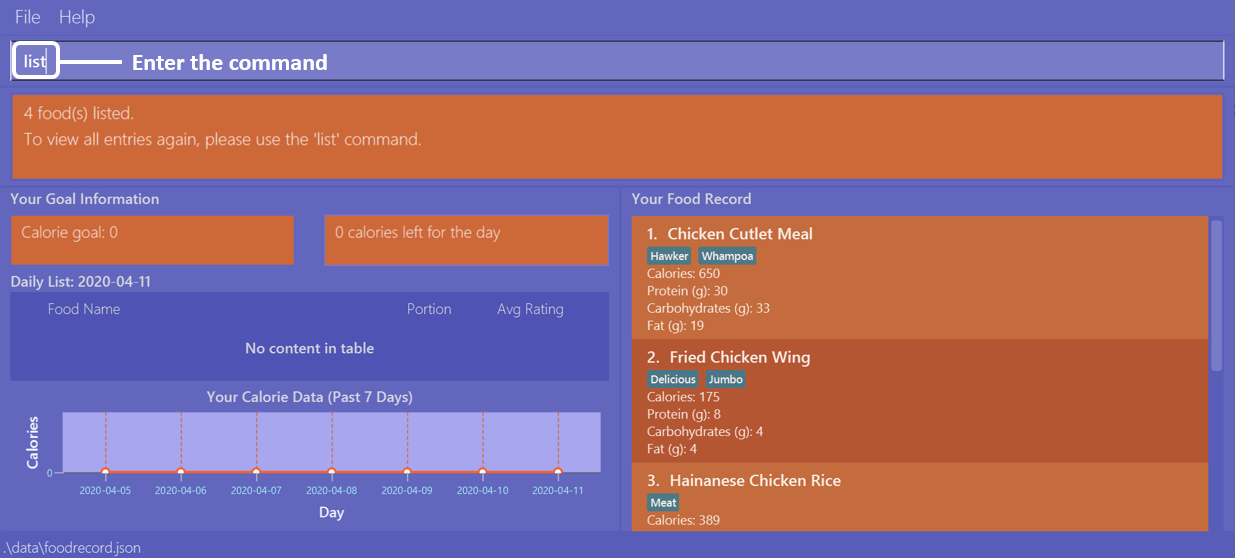 File Help
list Enter the command
4 food(s) listed.
To view all entries again, please use the 'list' command.
Your Goal Information
Calorie goal: 0
0 calories left for the day
Daily List: 2020-04-11
Food Name Portion Avg Rating
No content in table
Your Calorie Data (Past 7 Days)
Calories
0
2020-04-05 2020-04-06 2020-04-07 2020-04-08 2020-04-09 2020-04-10 2020-04-11
Day
Your Food Record
1. Chicken Cutlet Meal
Hawker Whampoa
Calories: 650
Protein (g): 30
Carbohydrates (g): 33
Fat (g): 19
2. Fried Chicken Wing
Delicious Jumbo
Calories: 175
Protein (g): 8
Carbohydrates (g): 4
Fat (g): 4
3. Hainanese Chicken Rice
Meat
Calories: 389
.\data\foodrecord.json